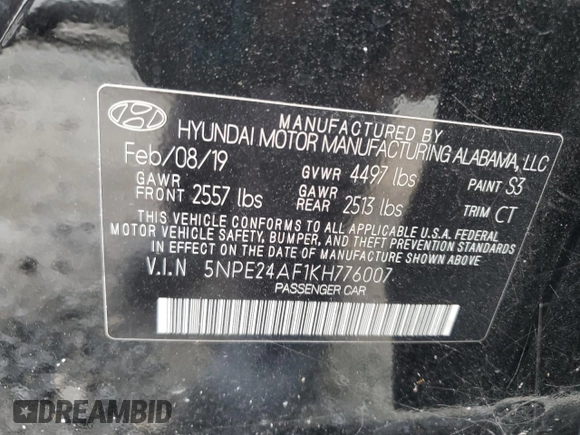 MANUFACTURED BY
HYUNDAI MOTOR MANUFACTURING ALABAMA, LLC
Feb/08/19 GVWR 4497 lbs PAINT S3
GAWR FRONT 2557 lbs GAWR REAR 2513 lbs TRIM CT
THIS VEHICLE CONFORMS TO ALL APPLICABLE U.S.A. FEDERAL
MOTOR VEHICLE SAFETY, BUMPER, AND THEFT PREVENTION STANDARDS
IN EFFECT ON THE DATE OF MANUFACTURE SHOWN ABOVE.
V.I.N 5NPE24AF1KH776007
PASSENGER CAR
DREAMBID